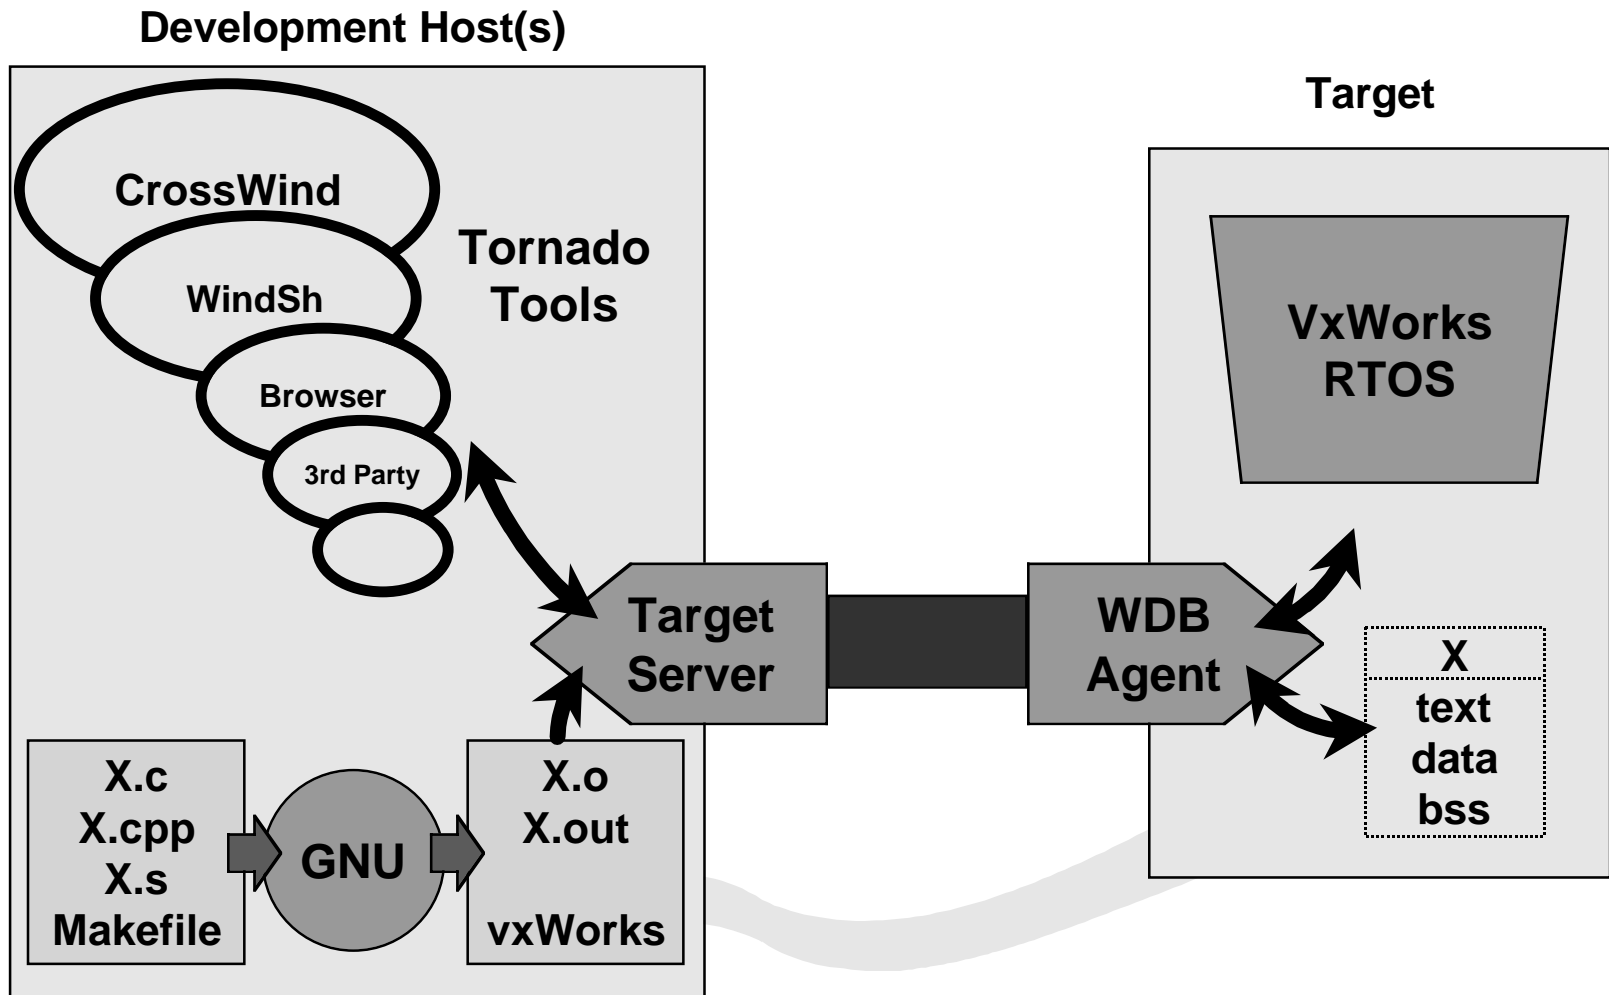 Development Host(s)
Target
CrossWind
WindSh
Browser
3rd Party
Tornado
Tools
VxWorks
RTOS
Target
Server
WDB
Agent
X
text
data
bss
X.c
X.cpp
X.s
Makefile
GNU
X.o
X.out
vxWorks